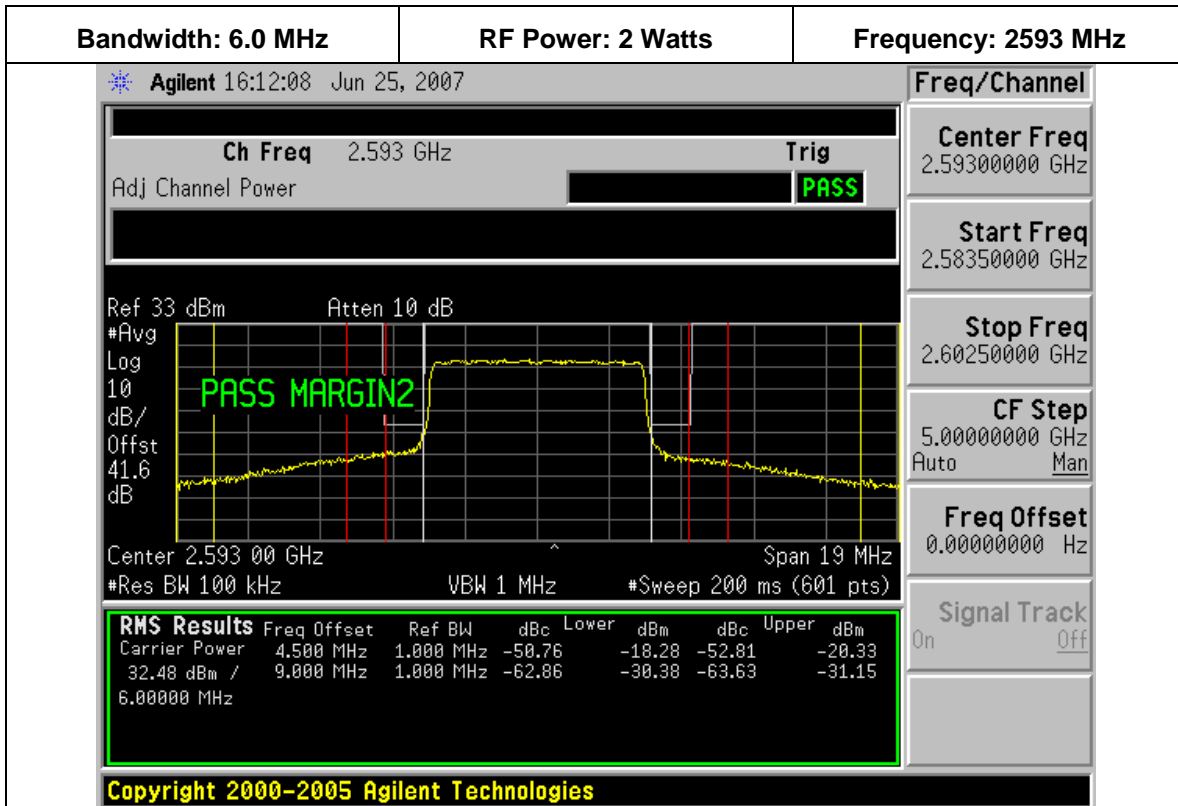 Bandwidth: 6.0 MHz RF Power: 2 Watts Frequency: 2593 MHz
Agilent 16:12:08 Jun 25, 2007
Freq/Channel
Ch Freq 2.593 GHz Trig
Adj Channel Power PASS
Center Freq
2.59300000 GHz
Start Freq
2.58350000 GHz
Stop Freq
2.60250000 GHz
CF Step
5.00000000 GHz
Auto Man
Freq Offset
0.00000000 Hz
Signal Track
On Off
Ref 33 dBm Atten 10 dB
#Avg
Log
10
dB/
Offst
41.6
dB
PASS MARGIN2
Center 2.593 00 GHz ^ Span 19 MHz
#Res BW 100 kHz VBW 1 MHz #Sweep 200 ms (601 pts)
RMS Results Freq Offset Ref BW dBc Lower dBm dBc Upper dBm
Carrier Power 4.500 MHz 1.000 MHz -50.76 -18.28 -52.81 -20.33
32.48 dBm / 9.000 MHz 1.000 MHz -62.86 -30.38 -63.63 -31.15
6.00000 MHz
Copyright 2000-2005 Agilent Technologies